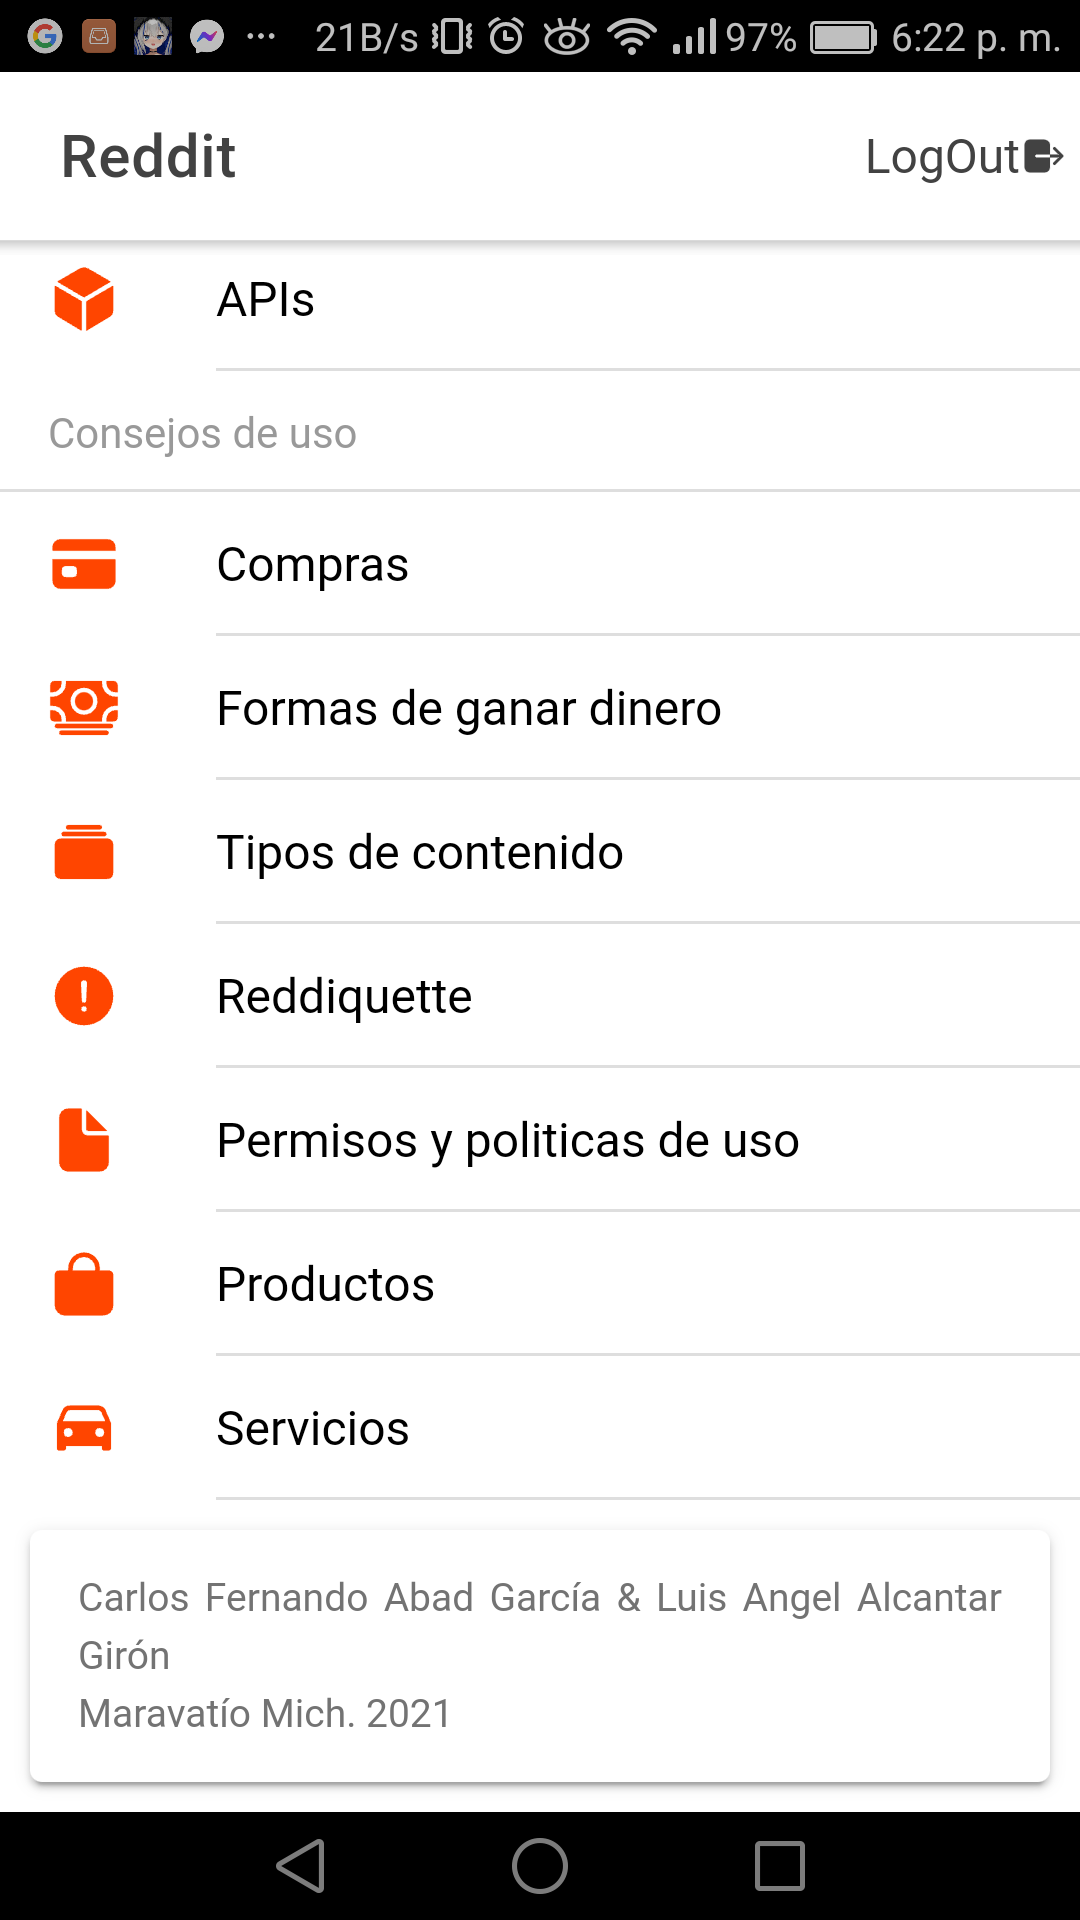 21B/s 97% 6:22 p. m.
Reddit LogOut
APIs
Consejos de uso
Compras
Formas de ganar dinero
Tipos de contenido
Reddiquette
Permisos y politicas de uso
Productos
Servicios
Carlos Fernando Abad García & Luis Angel Alcantar
Girón
Maravatío Mich. 2021